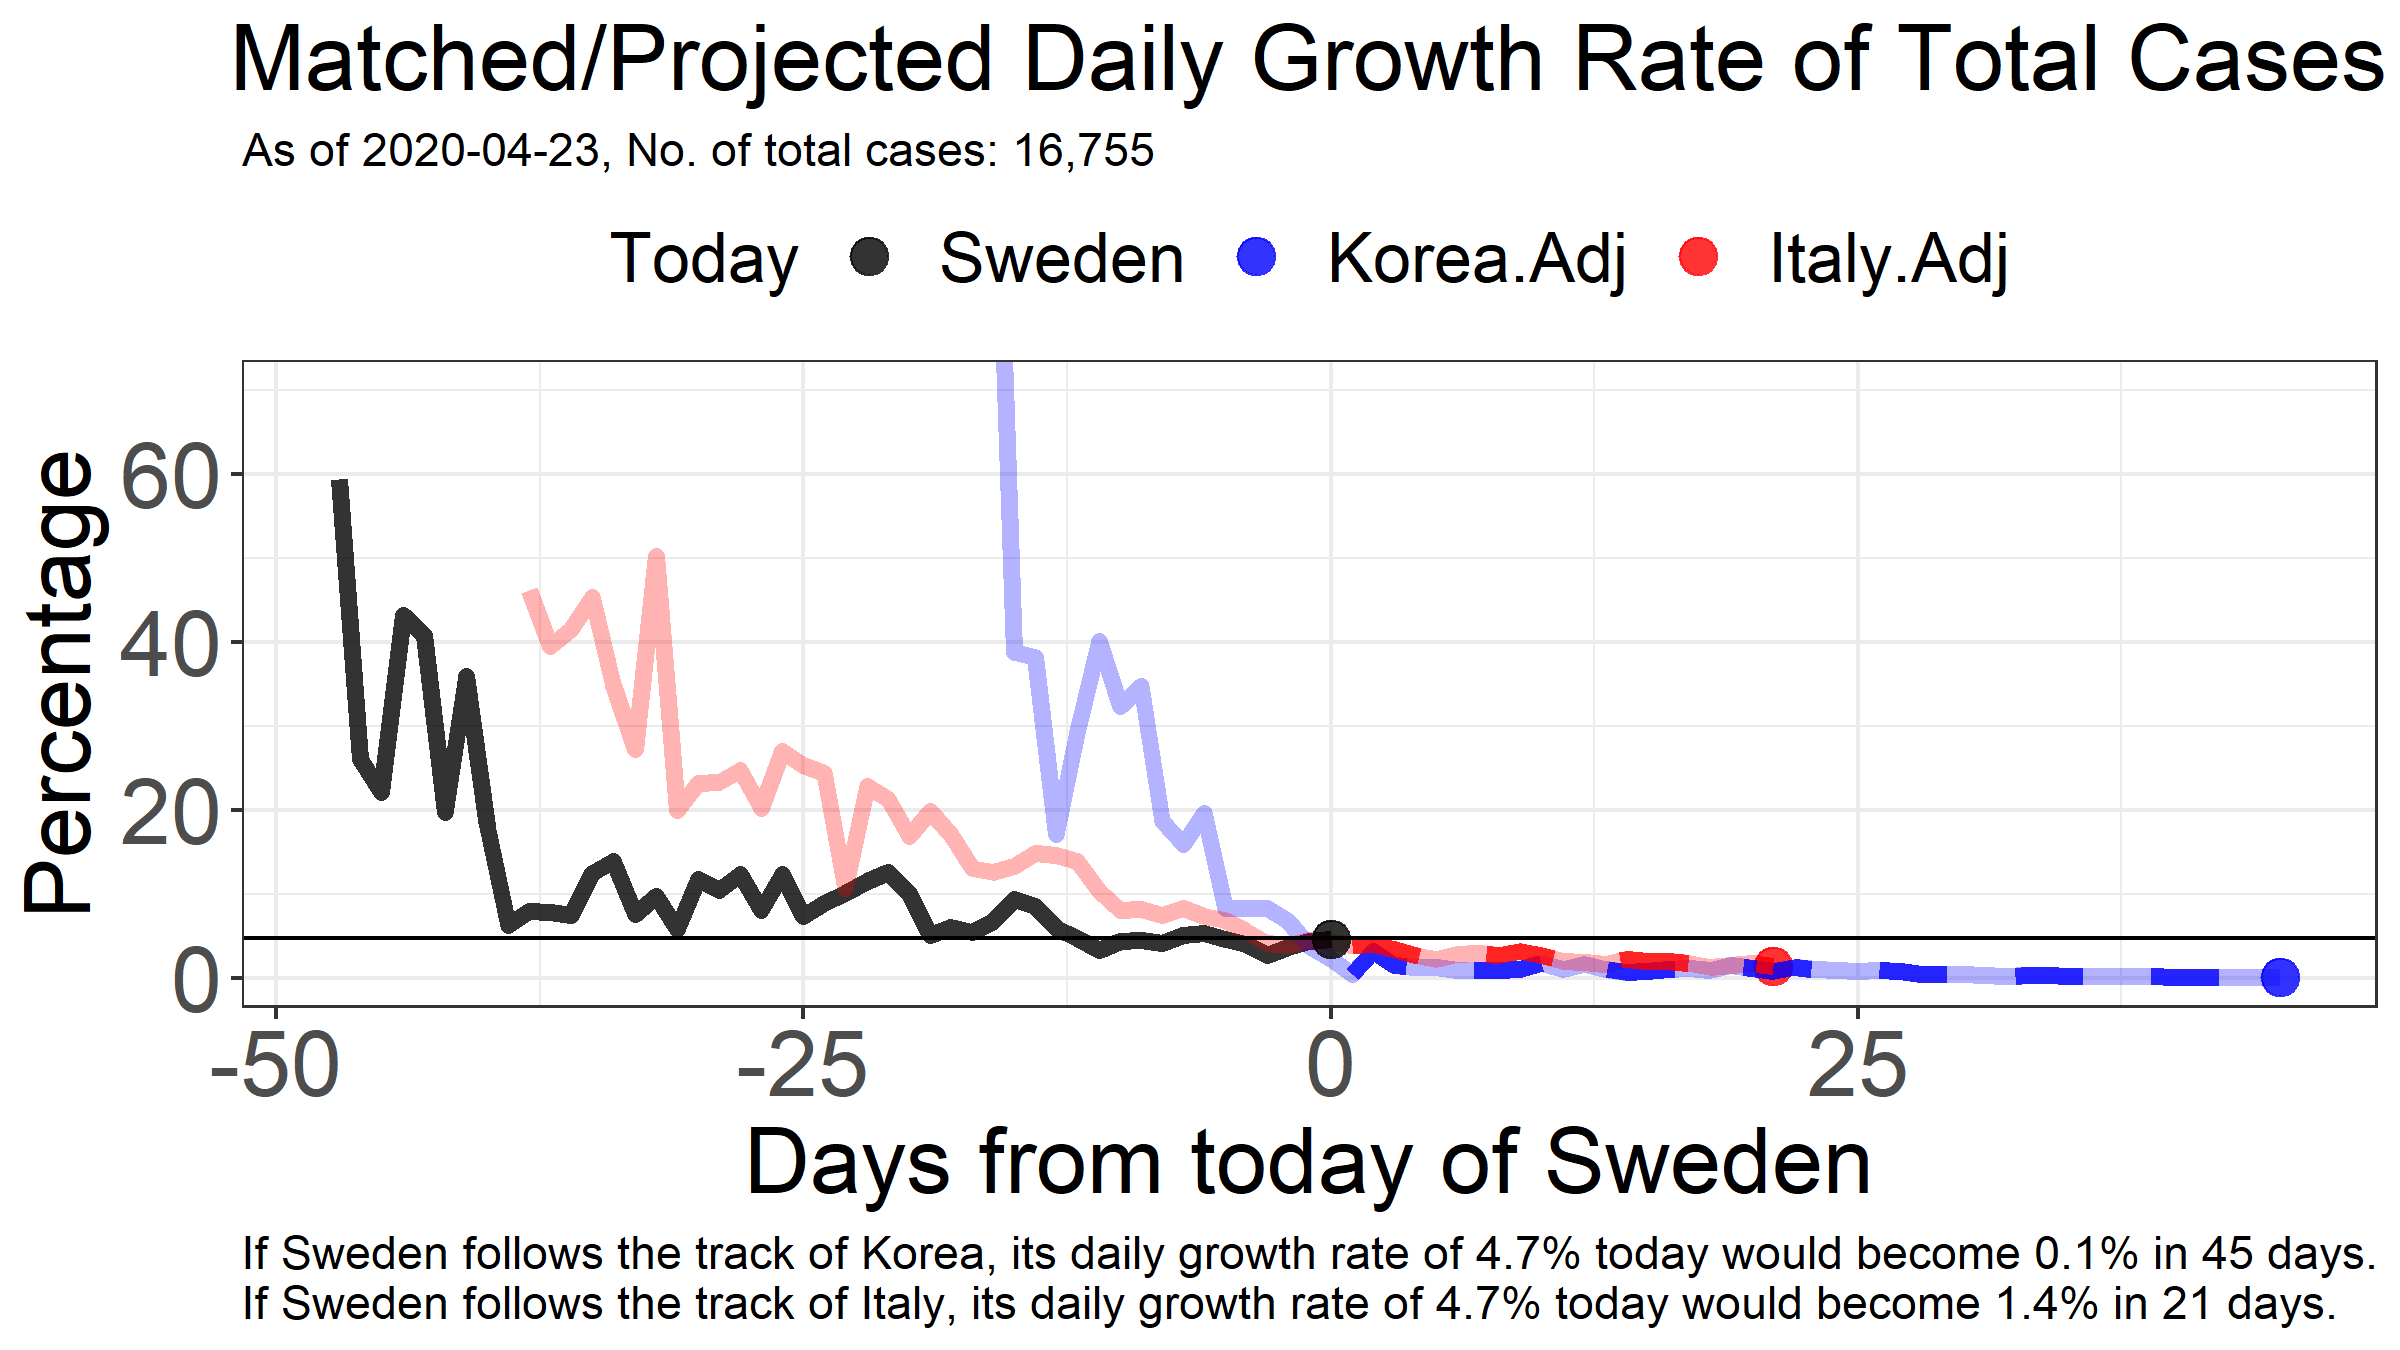 Matched/Projected Daily Growth Rate of Total Cases
As of 2020-04-23, No. of total cases: 16,755
Today Sweden Korea.Adj Italy.Adj
Percentage
60
40
20
0
-50 -25 0 25
Days from today of Sweden
If Sweden follows the track of Korea, its daily growth rate of 4.7% today would become 0.1% in 45 days.
If Sweden follows the track of Italy, its daily growth rate of 4.7% today would become 1.4% in 21 days.